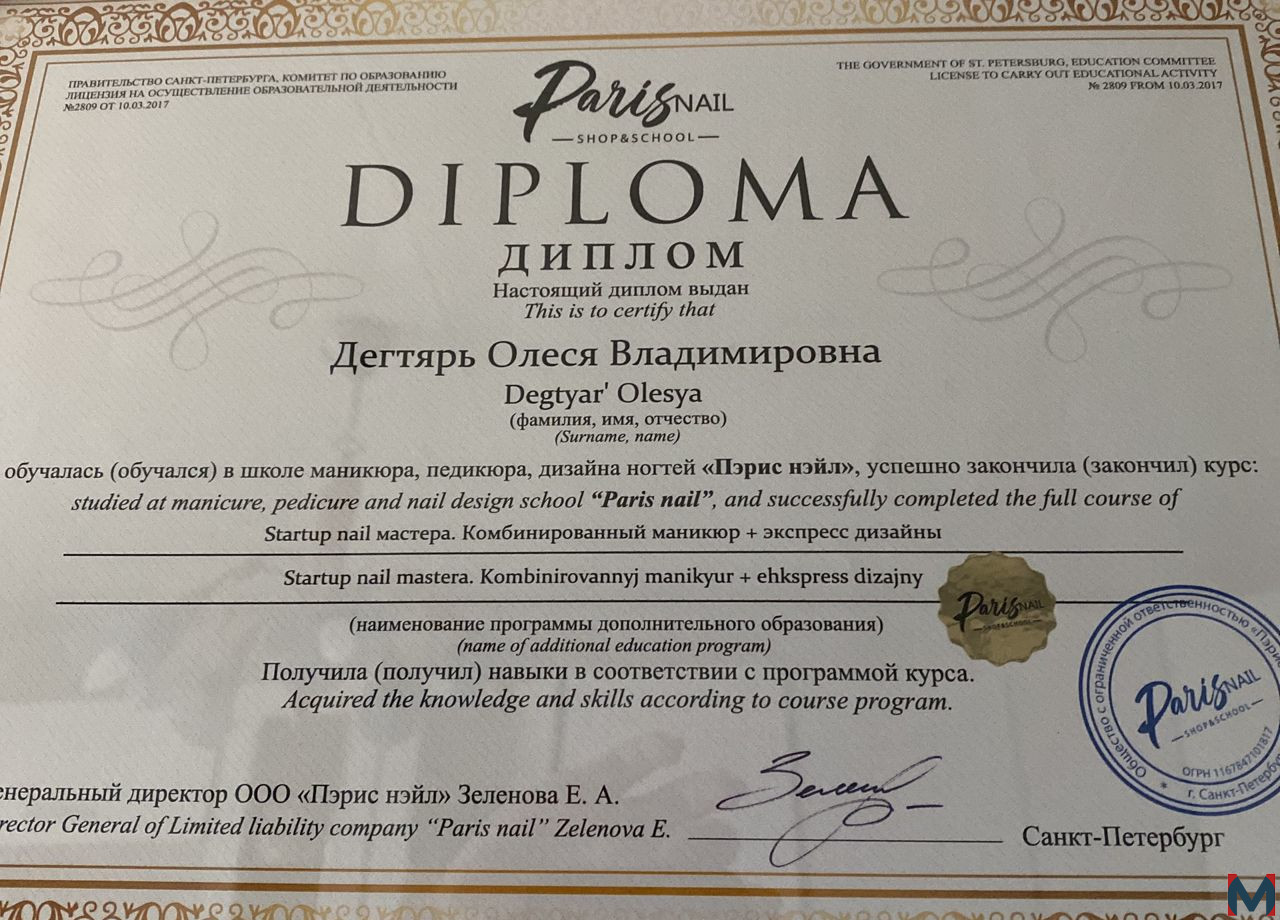 ПРАВИТЕЛЬСТВО САНКТ-ПЕТЕРБУРГА, КОМИТЕТ ПО ОБРАЗОВАНИЮ
ЛИЦЕНЗИЯ НА ОСУЩЕСТВЛЕНИЕ ОБРАЗОВАТЕЛЬНОЙ ДЕЯТЕЛЬНОСТИ
№2809 ОТ 10.03.2017
THE GOVERNMENT OF ST. PETERSBURG, EDUCATION COMMITTEE
LICENSE TO CARRY OUT EDUCATIONAL ACTIVITY
№ 2809 FROM 10.03.2017
Paris NAIL
SHOP&SCHOOL
DIPLOMA
ДИПЛОМ
Настоящий диплом выдан
This is to certify that
Дегтярь Олеся Владимировна
Degtyar' Olesya
(фамилия, имя, отчество)
(Surname, name)
обучалась (обучался) в школе маникюра, педикюра, дизайна ногтей «Пэрис нэйл», успешно закончила (закончил) курс:
studied at manicure, pedicure and nail design school “Paris nail”, and successfully completed the full course of
Startup nail мастера. Комбинированный маникюр + экспресс дизайны
Startup nail mastera. Kombinirovannyj manikyur + ehkspress dizajny
(наименование программы дополнительного образования)
(name of additional education program)
Получила (получил) навыки в соответствии с программой курса.
Acquired the knowledge and skills according to course program.
Paris NAIL
SHOP&SCHOOL
Общество с ограниченной ответственностью «Пэрис
Paris NAIL
SHOP&SCHOOL
ОГРН 1167847101817
г. Санкт-Петербург
енеральный директор ООО «Пэрис нэйл» Зеленова Е. А.
rector General of Limited liability company “Paris nail” Zelenova E.
Санкт-Петербург
M